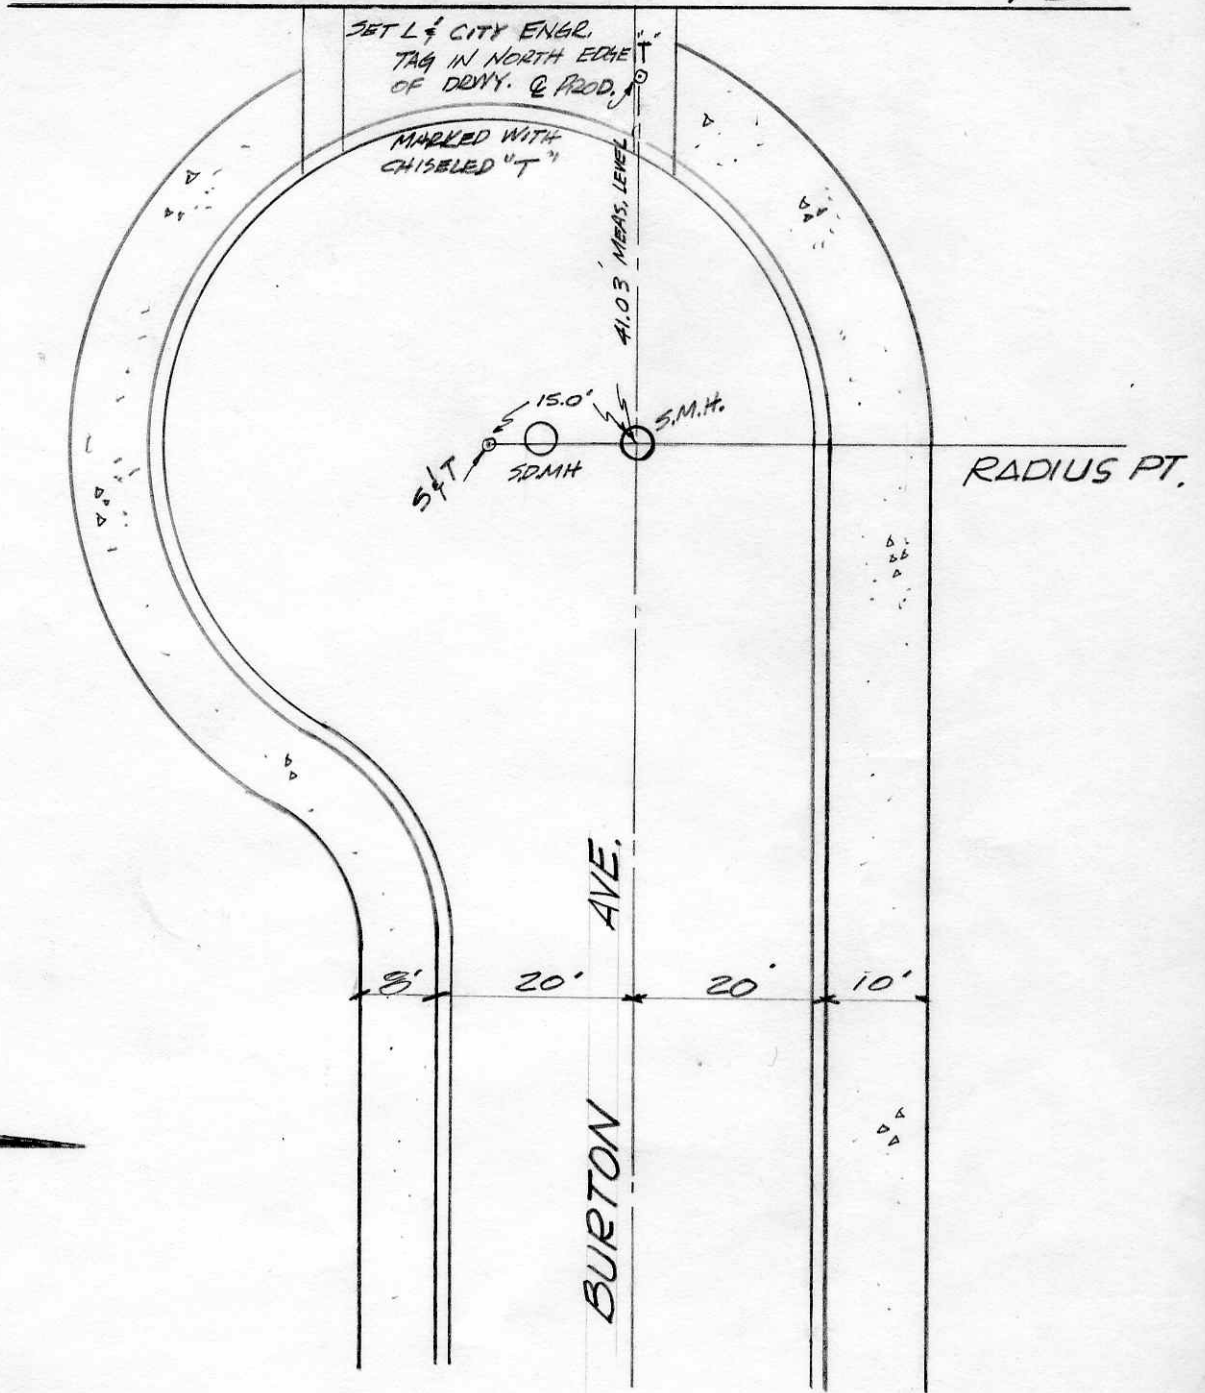 SET L & CITY ENGR.
TAG IN NORTH EDGE
OF DRWY. ℄ PROD.
"T"
MARKED WITH
CHISELED "T"
41.03' MEAS. LEVEL
15.0'
S.M.H.
S&T
S.D.MH
RADIUS PT.
BURTON AVE.
8' 20' 20' 10'